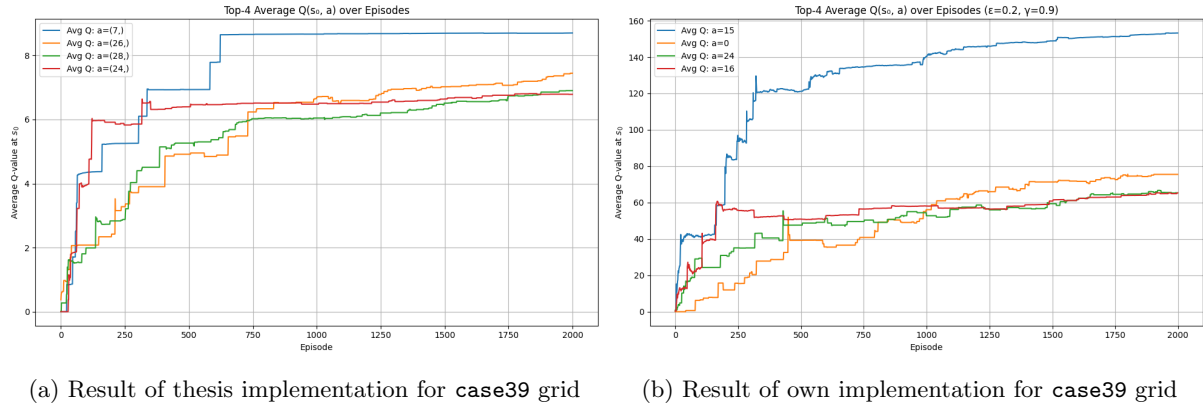 Top-4 Average Q(s₀, a) over Episodes
Avg Q: a=(7,)
Avg Q: a=(26,)
Avg Q: a=(28,)
Avg Q: a=(24,)
Average Q-value at s₀
8
6
4
2
0
0 250 500 750 1000 1250 1500 1750 2000
Episode
(a) Result of thesis implementation for case39 grid
Top-4 Average Q(s₀, a) over Episodes (ε=0.2, γ=0.9)
Avg Q: a=15
Avg Q: a=0
Avg Q: a=24
Avg Q: a=16
Average Q-value at s₀
160
140
120
100
80
60
40
20
0
0 250 500 750 1000 1250 1500 1750 2000
Episode
(b) Result of own implementation for case39 grid